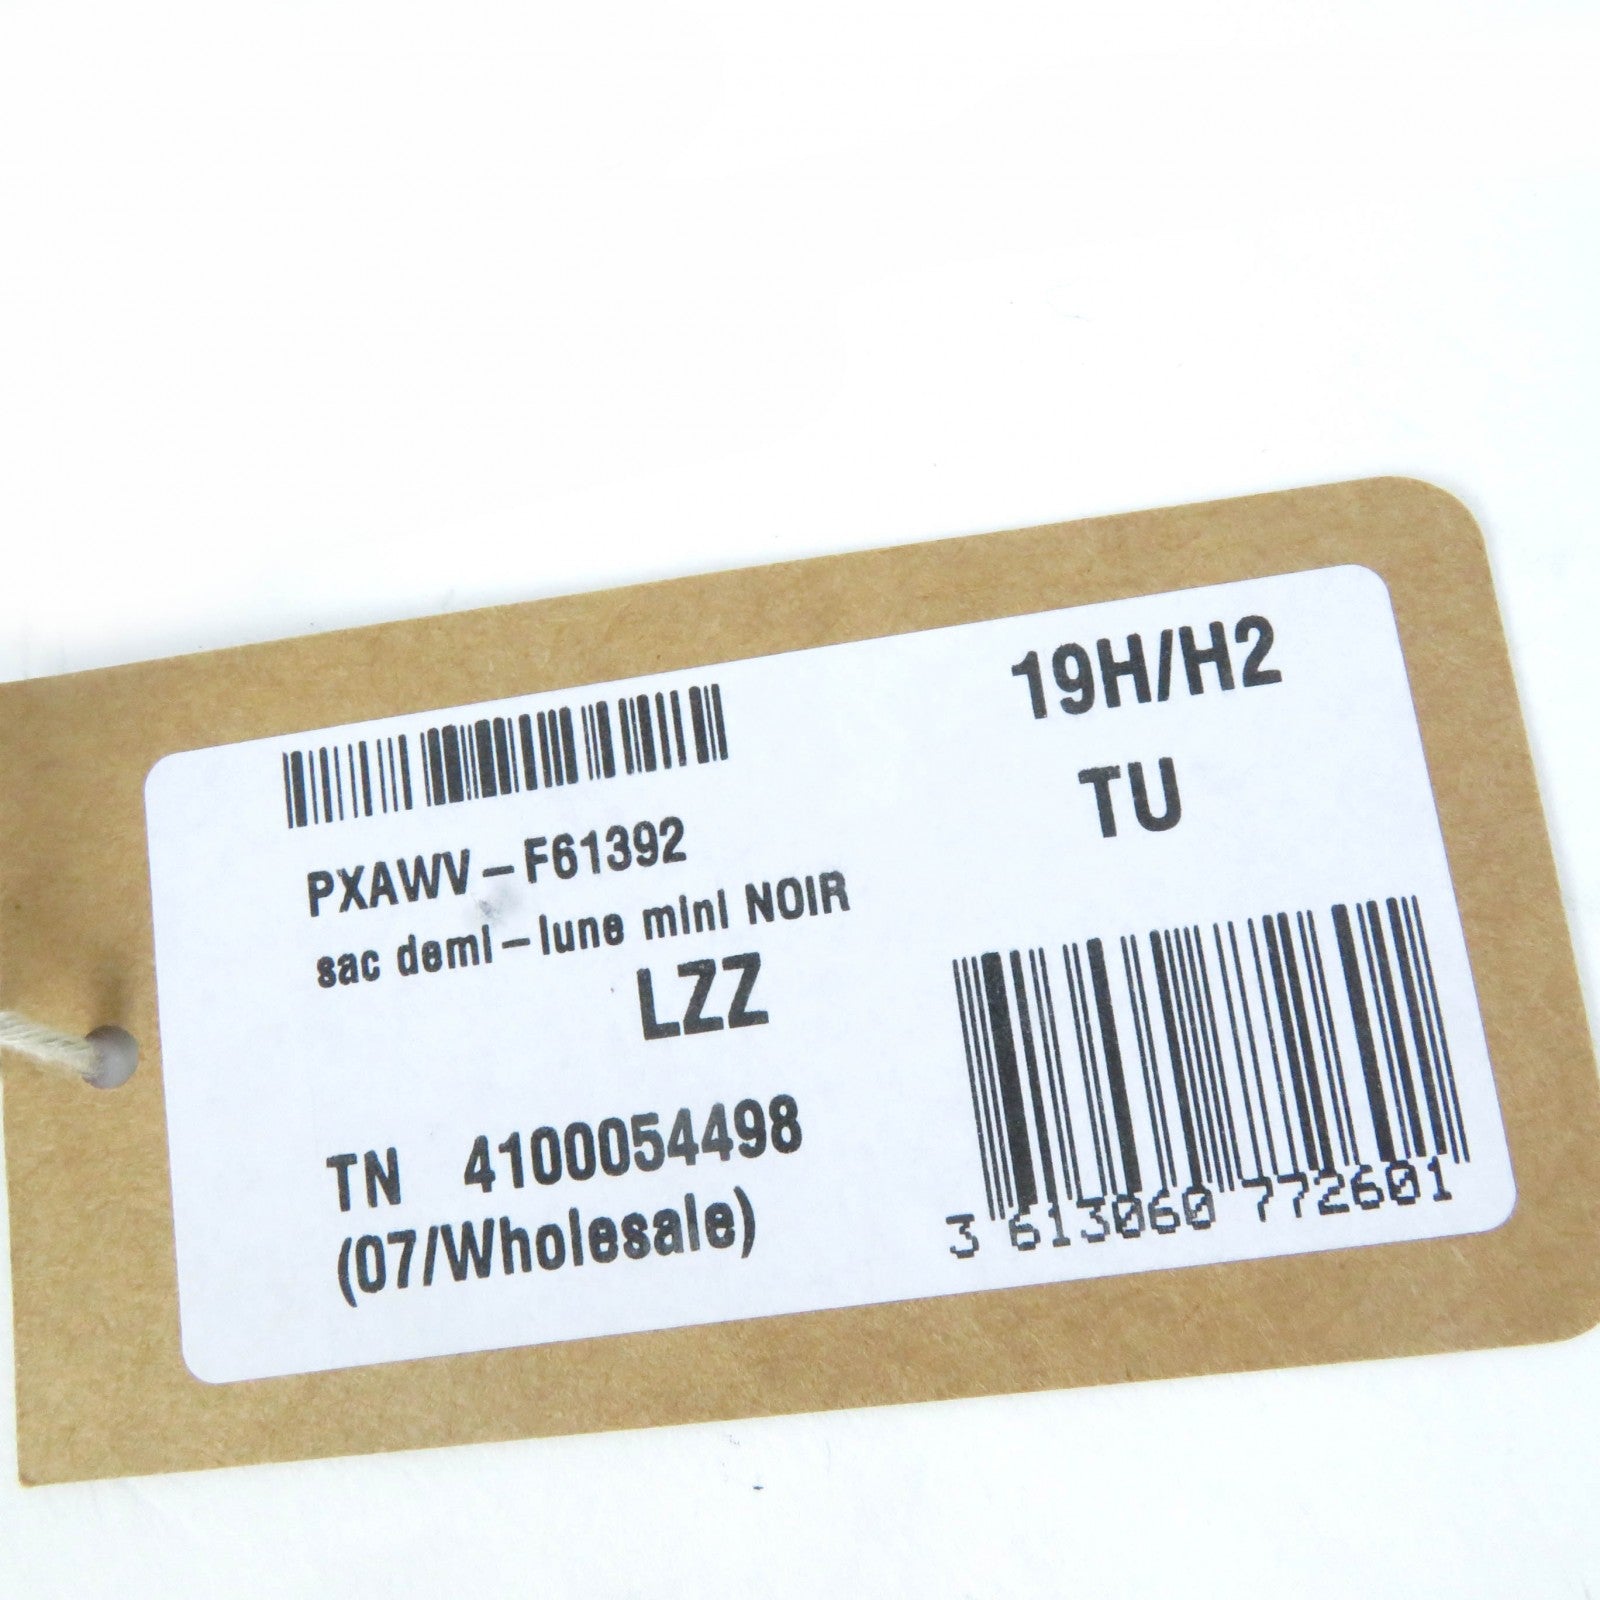 19H/H2
TU
PXAWV-F61392
sac demi-lune mini NOIR
LZZ
TN 4100054498
(07/Wholesale)
3 613060 772601